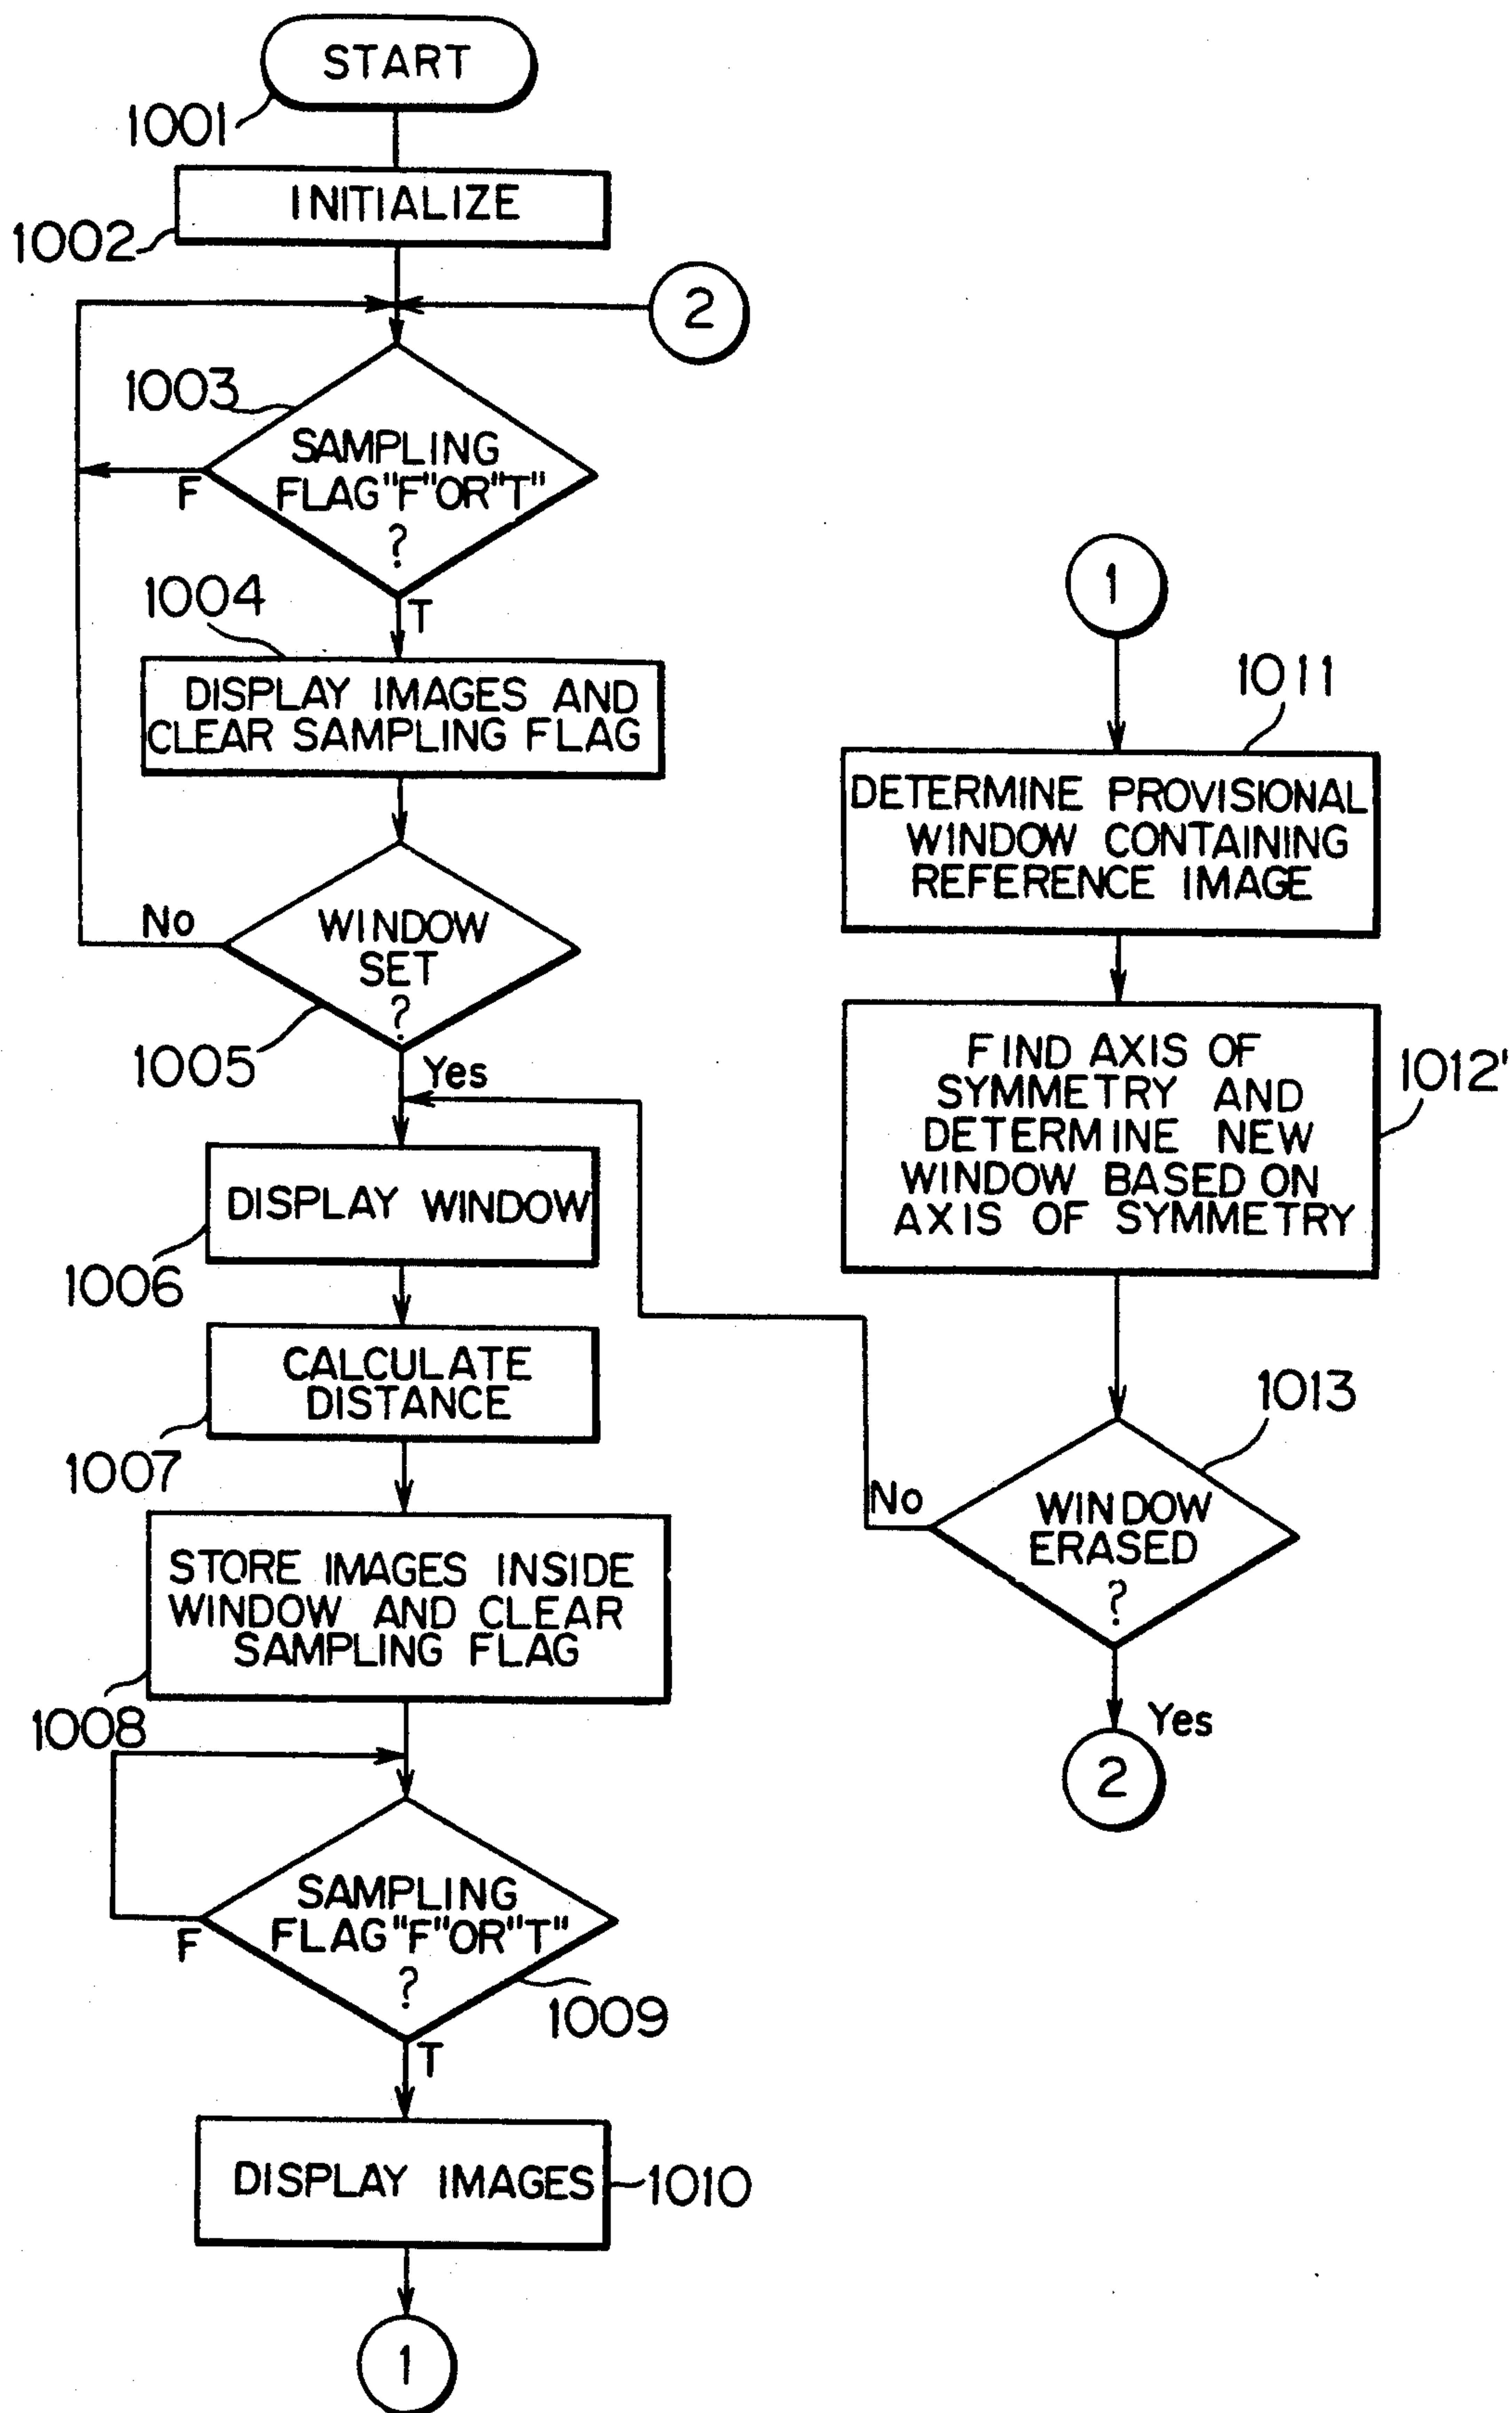 START
1001
INITIALIZE
1002
2
1003
SAMPLING
FLAG"F"OR"T"
?
F
T
1004
DISPLAY IMAGES AND
CLEAR SAMPLING FLAG
WINDOW
SET
?
No
1005
Yes
DISPLAY WINDOW
1006
CALCULATE
DISTANCE
1007
STORE IMAGES INSIDE
WINDOW AND CLEAR
SAMPLING FLAG
1008
SAMPLING
FLAG"F"OR"T"
?
F
1009
T
DISPLAY IMAGES
1010
1
1
1011
DETERMINE PROVISIONAL
WINDOW CONTAINING
REFERENCE IMAGE
FIND AXIS OF
SYMMETRY AND
DETERMINE NEW
WINDOW BASED ON
AXIS OF SYMMETRY
1012'
1013
WINDOW
ERASED
?
No
Yes
2